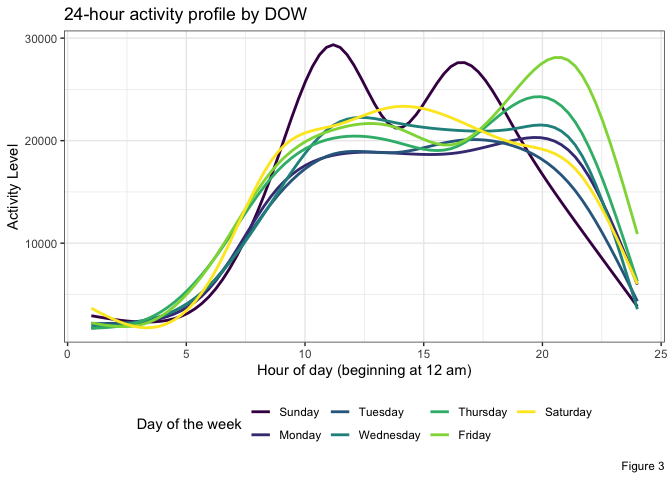 24-hour activity profile by DOW
30000
20000
10000
Activity Level
0 5 10 15 20 25
Hour of day (beginning at 12 am)
Day of the week
Sunday Tuesday Thursday Saturday
Monday Wednesday Friday
Figure 3